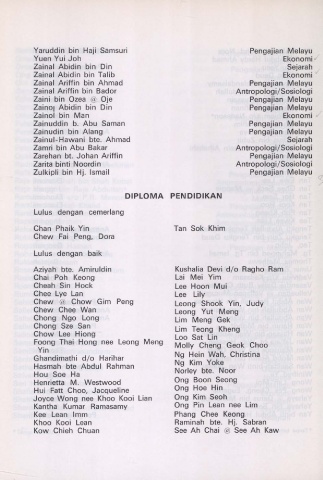 Yaruddin bin Haji Samsuri Pengajian Melayu
Yuen Yui Joh Ekonomi
Zainal Abidin bin Din Sejarah
Zainal Abidin bin Talib Ekonomi
Zainal Ariffin bin Ahmad Pengajian Melayu
Zainal Ariffin bin Bador Antropologi/Sosiologi
Zaini bin Ozea @ Oje Pengajian Melayu
Zainoj Abidin bin Din Pengajian Melayu
Zainol bin Man Ekonomi
Zainuddin b. Abu Saman Pengajian Melayu
Zainudin bin Alang Pengajian Melayu
Zainul-Hawani bte. Ahmad Sejarah
Zamri bin Abu Bakar Antropologi/Sosiologi
Zarshan bt. Johan Ariffin Pengajian Melayu
Zarita binti Noordin Antropologi/Sosiologi
Zulkipli bin Hj. Ismail Pengajian Melayu
DIPLOMA PENDIDIKAN
Lulus dengan cemerlang
Chan Phaik Yin
Chew Fai Peng, Dora
Tan Sok Khim
Lulus dengan baik
Aziyah bte. Amiruldin
Chai Poh Keong
Cheah Sin Hock
Chee Lye Lan
Chew @ Chow Gim Peng
Chew Chee Wan
Chong Ngo Long
Chong Sze San
Chow Lee Hiong
Foong Thai Hong nee Leong Meng
Yin
Ghandimathi d/o Harihar
Hasmah bte Abdul Rahman
Hou Soe Ha
Henrietta M. Westwood
Hui Fatt Choo, Jacqueline
Joyce Wong nee Khoo Kooi Lian
Kantha Kumar Ramasamy
Kee Lean Imm
Khoo Kooi Lean
Kow Chieh Chuan
Kushalia Devi d/o Ragho Ram
Lai Mei Yim
Lee Hoon Mui
Lee Lily
Leong Shook Yin, Judy
Leong Yut Meng
Lim Meng Gek
Lim Teong Kheng
Loo Sat Lin
Molly Cheng Geok Choo
Ng Hein Wah, Christina
Ng Kim Yoke
Norley bte. Noor
Ong Boon Seong
Ong Hoe Hin
Ong Kim Seoh
Ong Pin Lean nee Lim
Phang Chee Keong
Raminah bte. Hj. Sabran
See Ah Chai @ See Ah Kaw